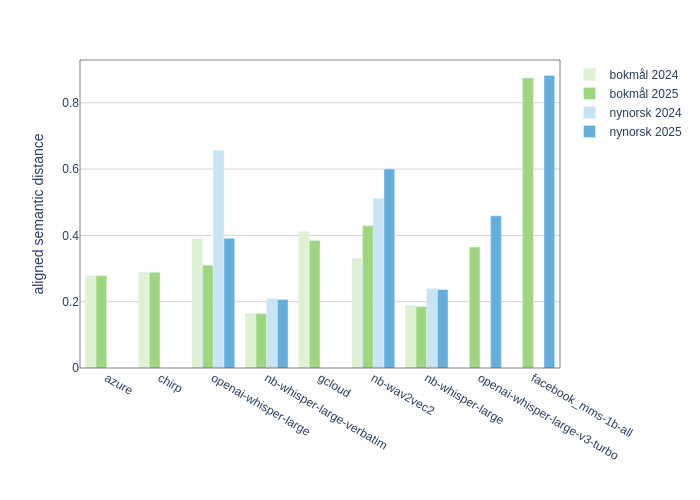 bokmål 2024
bokmål 2025
nynorsk 2024
nynorsk 2025
aligned semantic distance
0.8
0.6
0.4
0.2
0
azure
chirp
openai-whisper-large
nb-whisper-large-verbatim
gcloud
nb-wav2vec2
nb-whisper-large
openai-whisper-large-v3-turbo
facebook_mms-1b-all